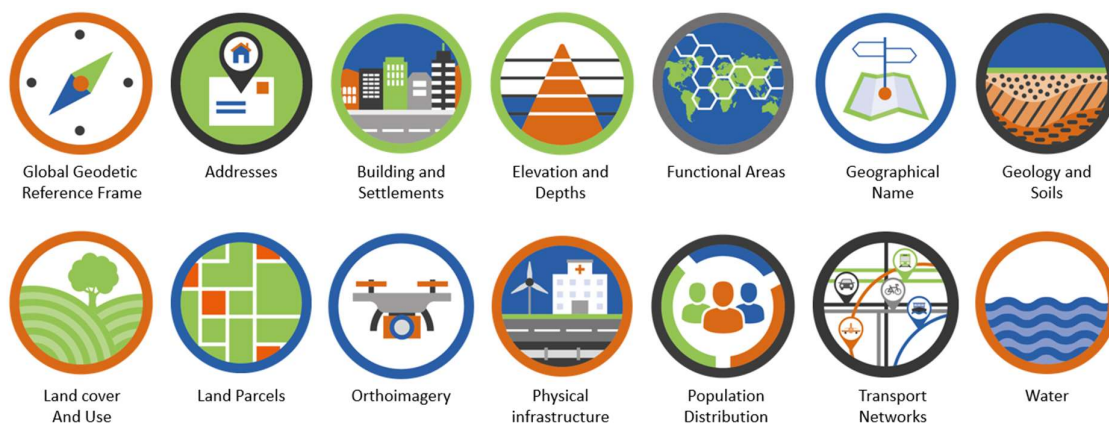 Global Geodetic
Reference Frame
Addresses
Building and
Settlements
Elevation and
Depths
Functional Areas
Geographical
Name
Geology and
Soils
Land cover
And Use
Land Parcels
Orthoimagery
Physical
infrastructure
Population
Distribution
Transport
Networks
Water